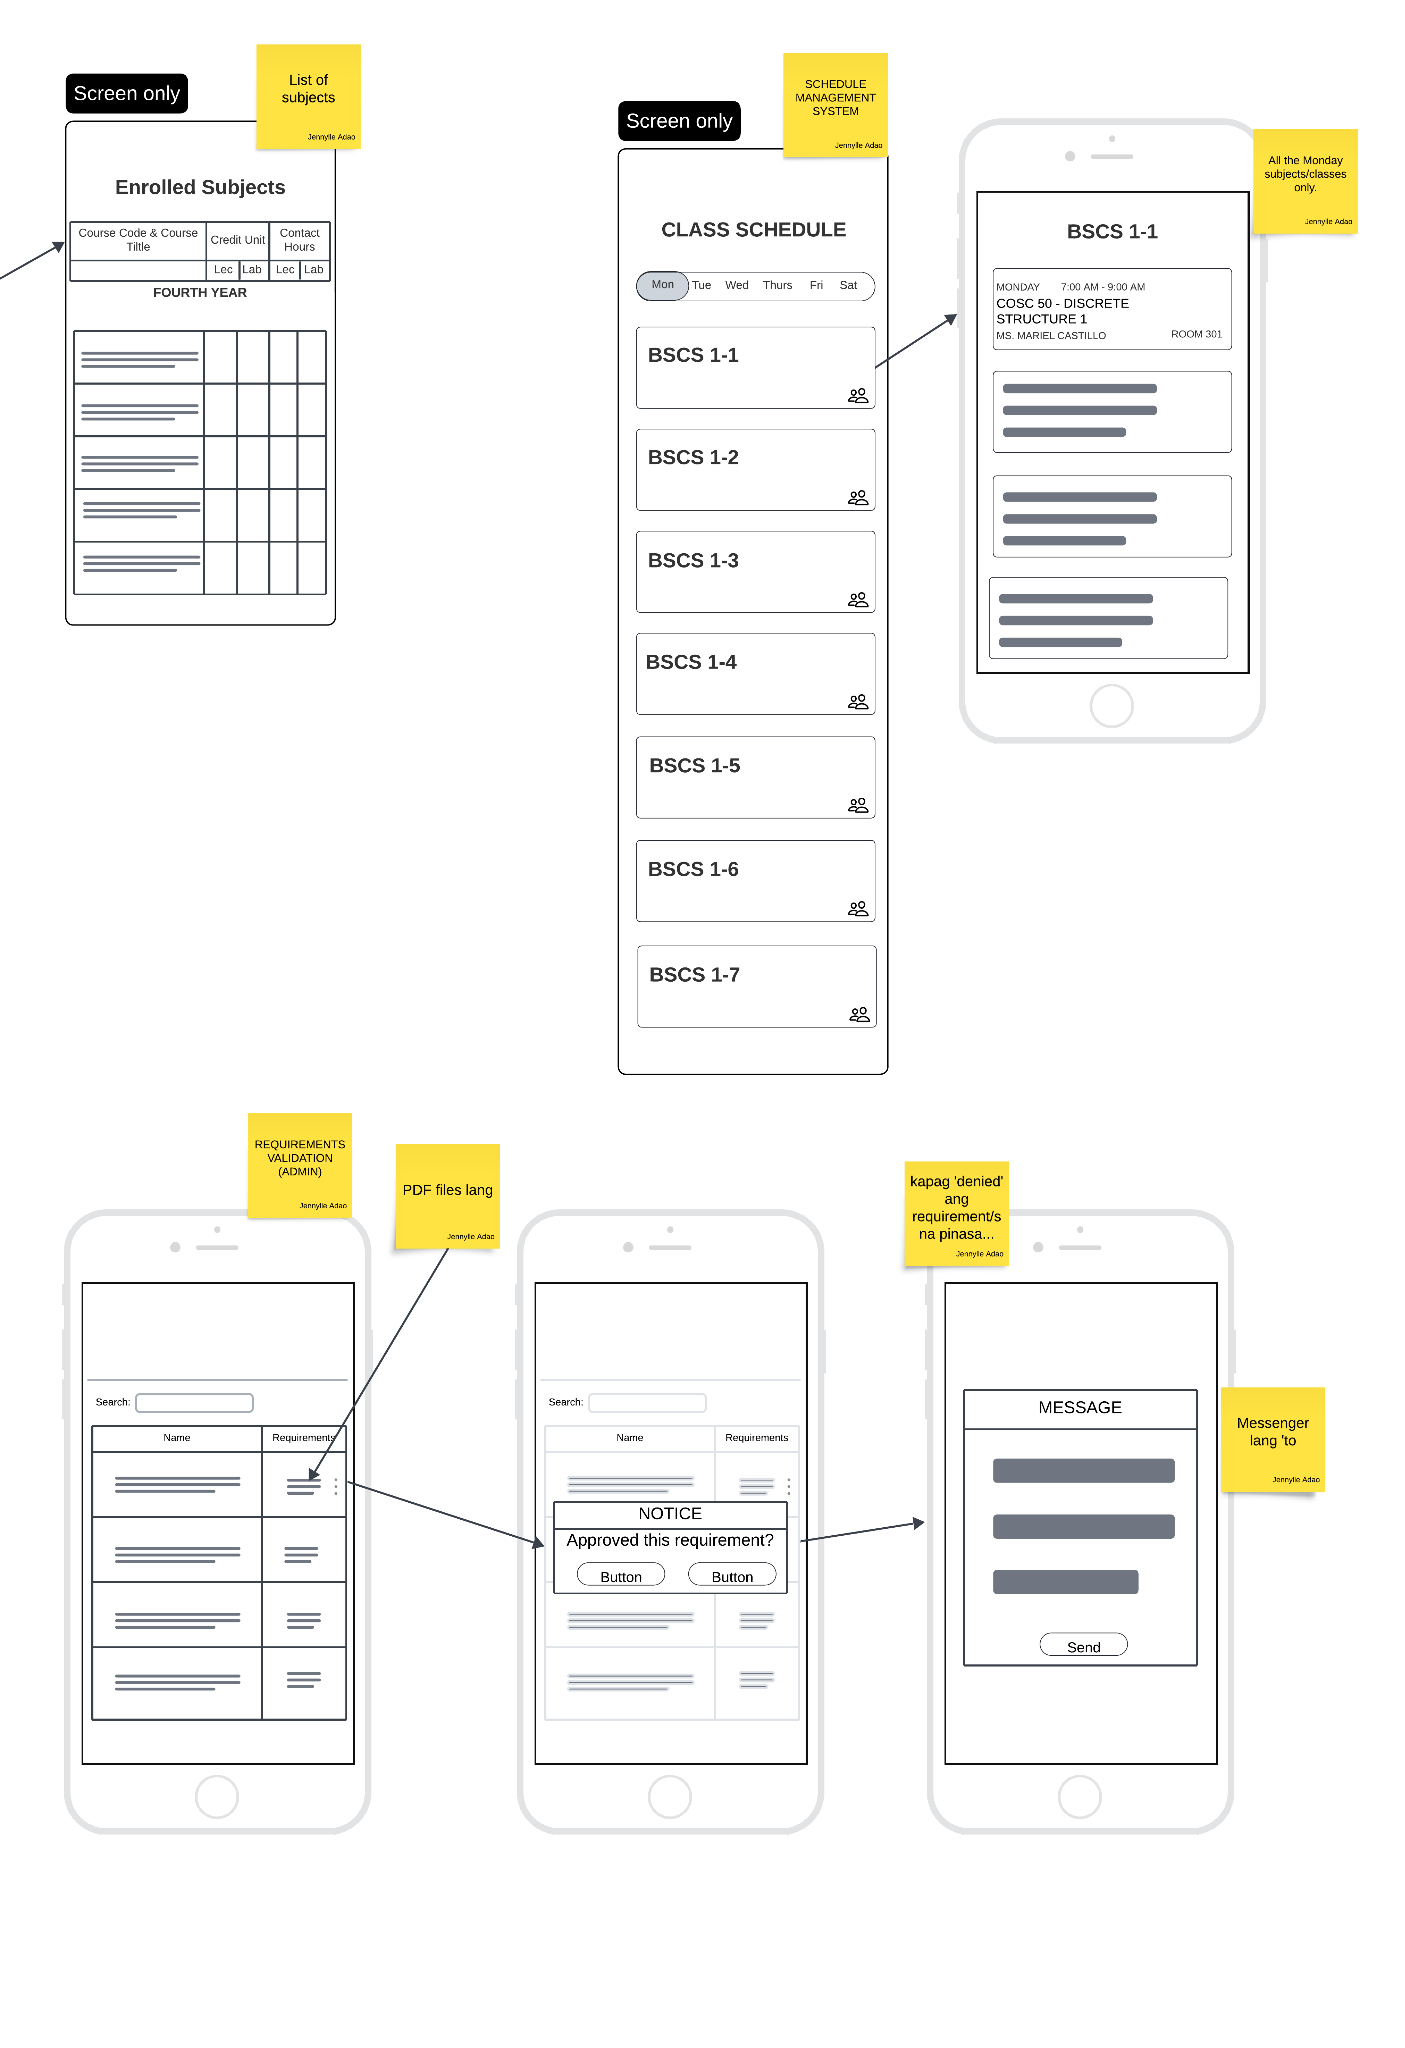 Screen only
List of
subjects
Jennylle Adao
Enrolled Subjects
Course Code & Course
Tiltle
Credit Unit
Contact
Hours
Lec
Lab
Lec
Lab
FOURTH YEAR
Screen only
SCHEDULE
MANAGEMENT
SYSTEM
Jennylle Adao
CLASS SCHEDULE
Mon
Tue
Wed
Thurs
Fri
Sat
BSCS 1-1
BSCS 1-2
BSCS 1-3
BSCS 1-4
BSCS 1-5
BSCS 1-6
BSCS 1-7
All the Monday
subjects/classes
only.
Jennylle Adao
BSCS 1-1
MONDAY
7:00 AM - 9:00 AM
COSC 50 - DISCRETE
STRUCTURE 1
MS. MARIEL CASTILLO
ROOM 301
REQUIREMENTS
VALIDATION
(ADMIN)
Jennylle Adao
PDF files lang
Jennylle Adao
Search:
Name
Requirements
Search:
Name
Requirements
NOTICE
Approved this requirement?
Button
Button
kapag 'denied'
ang
requirement/s
na pinasa...
Jennylle Adao
MESSAGE
Send
Messenger
lang 'to
Jennylle Adao